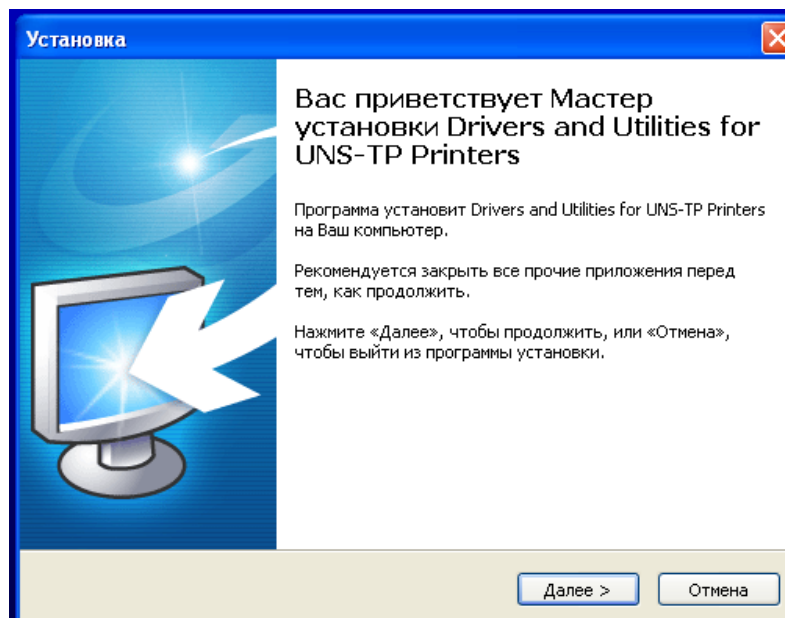 Установка
Вас приветствует Мастер
установки Drivers and Utilities for
UNS-TP Printers
Программа установит Drivers and Utilities for UNS-TP Printers
на Ваш компьютер.
Рекомендуется закрыть все прочие приложения перед
тем, как продолжить.
Нажмите «Далее», чтобы продолжить, или «Отмена»,
чтобы выйти из программы установки.
Далее >
Отмена